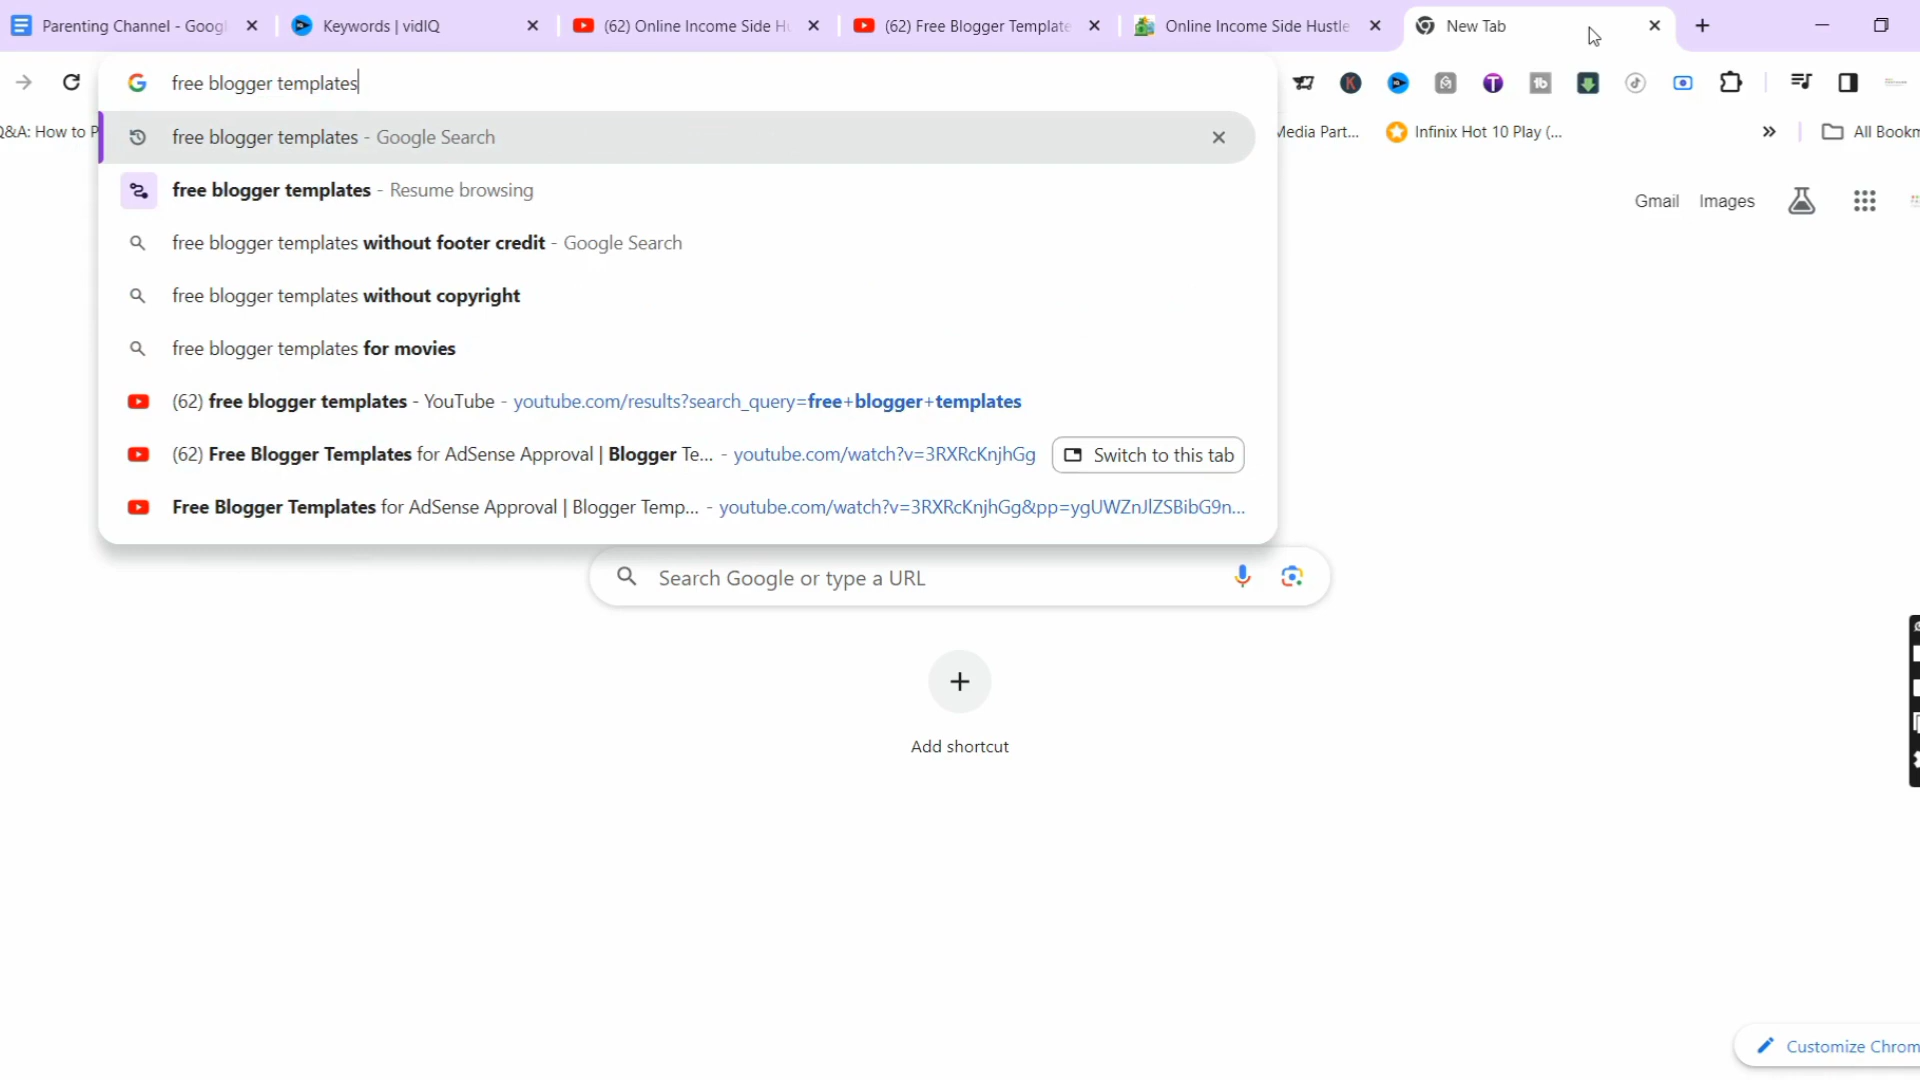 Parenting Channel - Googl
Keywords | vidIQ
(62) Online Income Side Hu
(62) Free Blogger Template
Online Income Side Hustle
New Tab
free blogger templates
Q&A: How to P
Media Part...
Infinix Hot 10 Play (...
All Bookm
free blogger templates - Google Search
free blogger templates - Resume browsing
Gmail Images
free blogger templates without footer credit - Google Search
free blogger templates without copyright
free blogger templates for movies
(62) free blogger templates - YouTube - youtube.com/results?search_query=free+blogger+templates
(62) Free Blogger Templates for AdSense Approval | Blogger Te... - youtube.com/watch?v=3RXRcKnjhGg Switch to this tab
Free Blogger Templates for AdSense Approval | Blogger Temp... - youtube.com/watch?v=3RXRcKnjhGg&pp=ygUWZnJlZSBibG9n...
Search Google or type a URL
Add shortcut
Customize Chrom